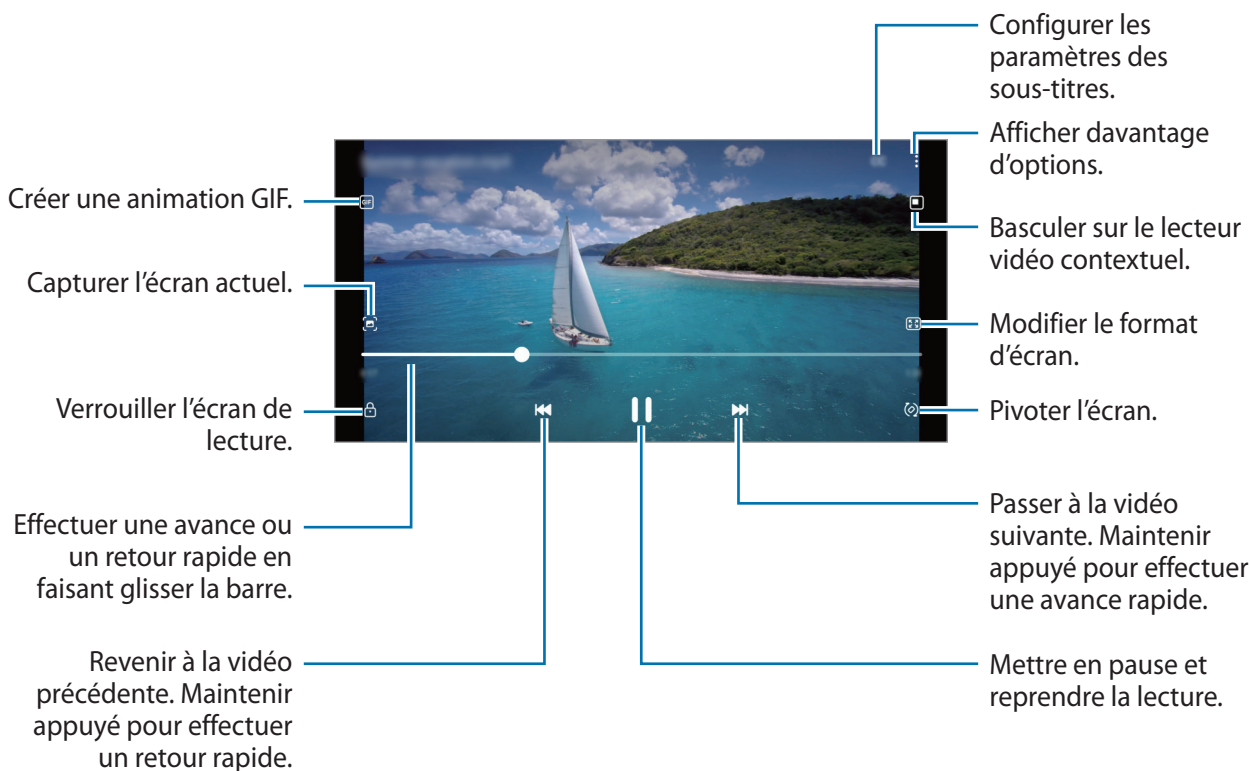 Configurer les
paramètres des
sous-titres.
Afficher davantage
d'options.
Créer une animation GIF.
GIF
Basculer sur le lecteur
vidéo contextuel.
Capturer l'écran actuel.
Modifier le format
d'écran.
Verrouiller l'écran de
lecture.
Pivoter l'écran.
Effectuer une avance ou
un retour rapide en
faisant glisser la barre.
Passer à la vidéo
suivante. Maintenir
appuyé pour effectuer
une avance rapide.
Revenir à la vidéo
précédente. Maintenir
appuyé pour effectuer
un retour rapide.
Mettre en pause et
reprendre la lecture.